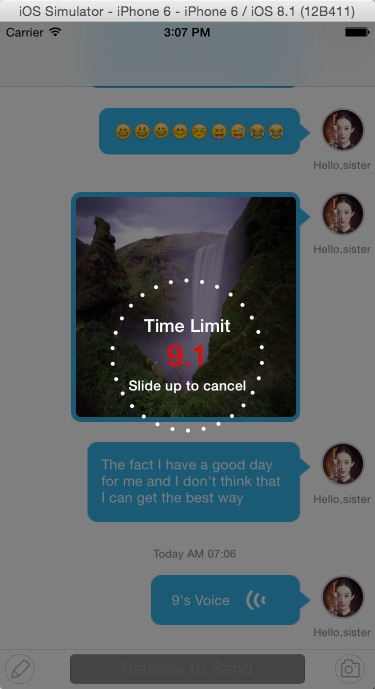 iOS Simulator - iPhone 6 - iPhone 6 / iOS 8.1 (12B411)
Carrier 3:07 PM
Hello,sister
Hello,sister
Time Limit
9.1
Slide up to cancel
The fact I have a good day
for me and I don't think that
I can get the best way
Hello,sister
Today AM 07:06
9's Voice
Hello,sister
Release to Send